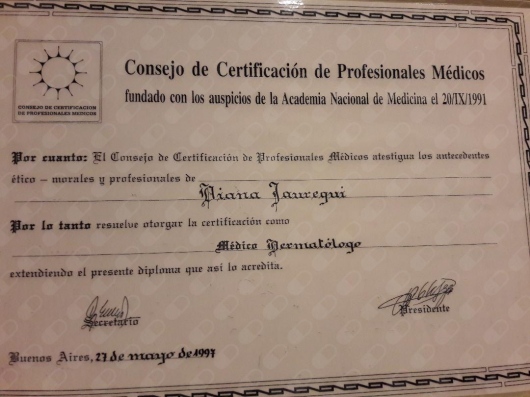 CONSEJO DE CERTIFICACION
DE PROFESIONALES MEDICOS
Consejo de Certificación de Profesionales Médicos
fundado con los auspicios de la Academia Nacional de Medicina el 20/IX/1991
Por cuanto: El Consejo de Certificación de Profesionales Médicos atestigua los antecedentes
ético – morales y profesionales de
Diana Jauregui
Por lo tanto resuelve otorgar la certificación como
Médico Dermatólogo
extendiendo el presente diploma que así lo acredita.
Secretario
Presidente
Buenos Aires, 27 de mayo de 1997